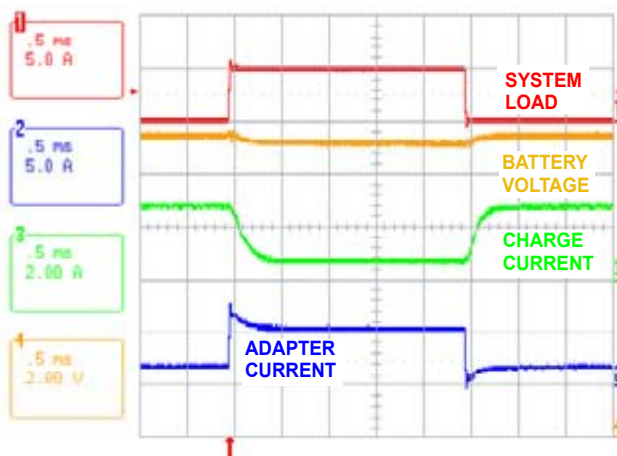 1
.5 ms
5.0 A
2
.5 ms
5.0 A
3
.5 ms
2.00 A
4
.5 ms
2.00 V
SYSTEM
LOAD
BATTERY
VOLTAGE
CHARGE
CURRENT
ADAPTER
CURRENT